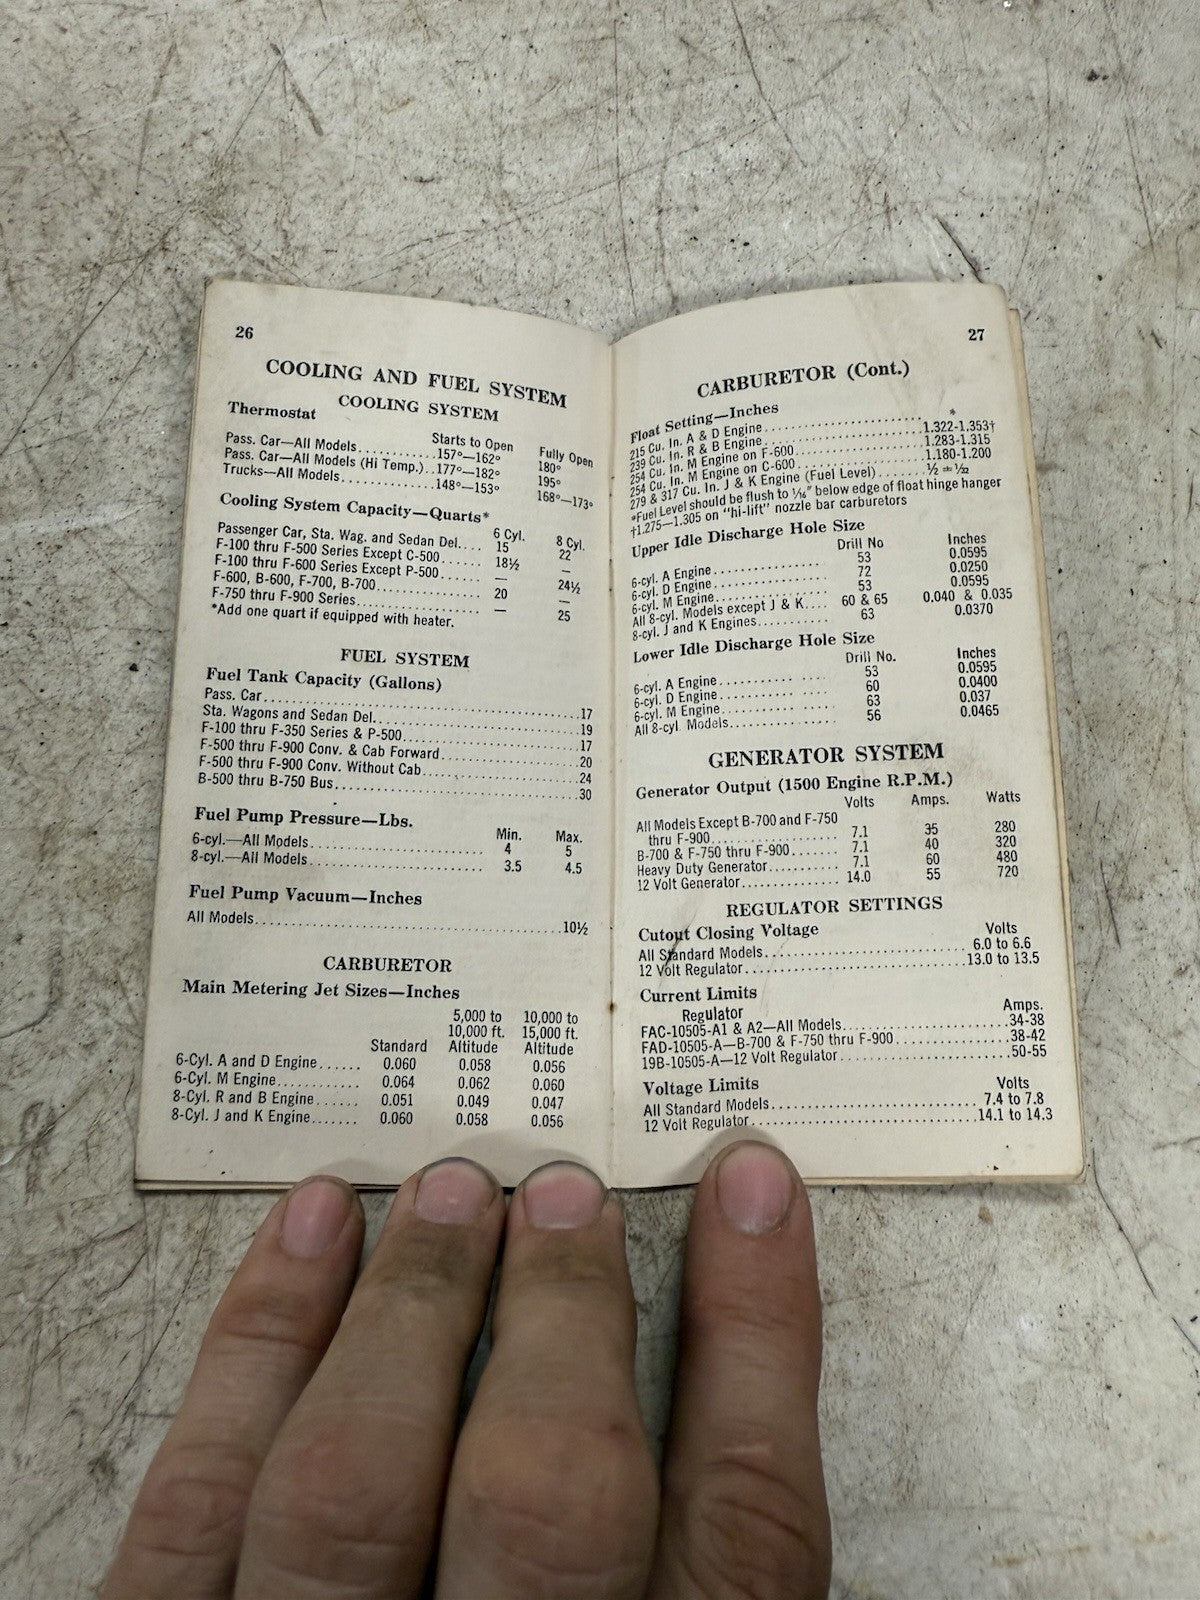 26
COOLING AND FUEL SYSTEM
COOLING SYSTEM
Thermostat
Starts to Open Fully Open
Pass. Car—All Models 157°—162° 180°
Pass. Car—All Models (Hi Temp.) 177°—182° 195°
Trucks—All Models 148°—153° 168°—173°
Cooling System Capacity—Quarts*
6 Cyl. 8 Cyl.
Passenger Car, Sta. Wag. and Sedan Del. 15 22
F-100 thru F-500 Series Except C-500 18½ —
F-100 thru F-600 Series Except P-500 — 24½
F-600, B-600, F-700, B-700 20 —
F-750 thru F-900 Series — 25
*Add one quart if equipped with heater.
FUEL SYSTEM
Fuel Tank Capacity (Gallons)
Pass. Car 17
Sta. Wagons and Sedan Del. 19
F-100 thru F-350 Series & P-500 17
F-500 thru F-900 Conv. & Cab Forward 20
F-500 thru F-900 Conv. Without Cab 24
B-500 thru B-750 Bus 30
Fuel Pump Pressure—Lbs.
Min. Max.
6-cyl.—All Models 4 5
8-cyl.—All Models 3.5 4.5
Fuel Pump Vacuum—Inches
All Models 10½
CARBURETOR
Main Metering Jet Sizes—Inches
5,000 to 10,000 to
10,000 ft. 15,000 ft.
Standard Altitude Altitude
6-Cyl. A and D Engine 0.060 0.058 0.056
6-Cyl. M Engine 0.064 0.062 0.060
8-Cyl. R and B Engine 0.051 0.049 0.047
8-Cyl. J and K Engine 0.060 0.058 0.056
27
CARBURETOR (Cont.)
Float Setting—Inches
215 Cu. In. A & D Engine *
239 Cu. In. R & B Engine 1.322-1.353†
254 Cu. In. M Engine on F-600 1.283-1.315
254 Cu. In. M Engine on C-600 1.180-1.200
279 & 317 Cu. In. J & K Engine (Fuel Level) ½ ± 1/32
*Fuel Level should be flush to 1/16" below edge of float hinge hanger
†1.275—1.305 on "hi-lift" nozzle bar carburetors
Upper Idle Discharge Hole Size
Drill No Inches
6-cyl. A Engine 53 0.0595
6-cyl. D Engine 72 0.0250
6-cyl. M Engine 53 0.0595
All 8-cyl. Models except J & K 60 & 65 0.040 & 0.035
8-cyl. J and K Engines 63 0.0370
Lower Idle Discharge Hole Size
Drill No. Inches
6-cyl. A Engine 53 0.0595
6-cyl. D Engine 60 0.0400
6-cyl. M Engine 63 0.037
All 8-cyl. Models 56 0.0465
GENERATOR SYSTEM
Generator Output (1500 Engine R.P.M.)
Volts Amps. Watts
All Models Except B-700 and F-750
thru F-900 7.1 35 280
B-700 & F-750 thru F-900 7.1 40 320
Heavy Duty Generator 7.1 60 480
12 Volt Generator 14.0 55 720
REGULATOR SETTINGS
Cutout Closing Voltage Volts
All Standard Models 6.0 to 6.6
12 Volt Regulator 13.0 to 13.5
Current Limits
Regulator Amps.
FAC-10505-A1 & A2—All Models 34-38
FAD-10505-A—B-700 & F-750 thru F-900 38-42
19B-10505-A—12 Volt Regulator 50-55
Voltage Limits Volts
All Standard Models 7.4 to 7.8
12 Volt Regulator 14.1 to 14.3